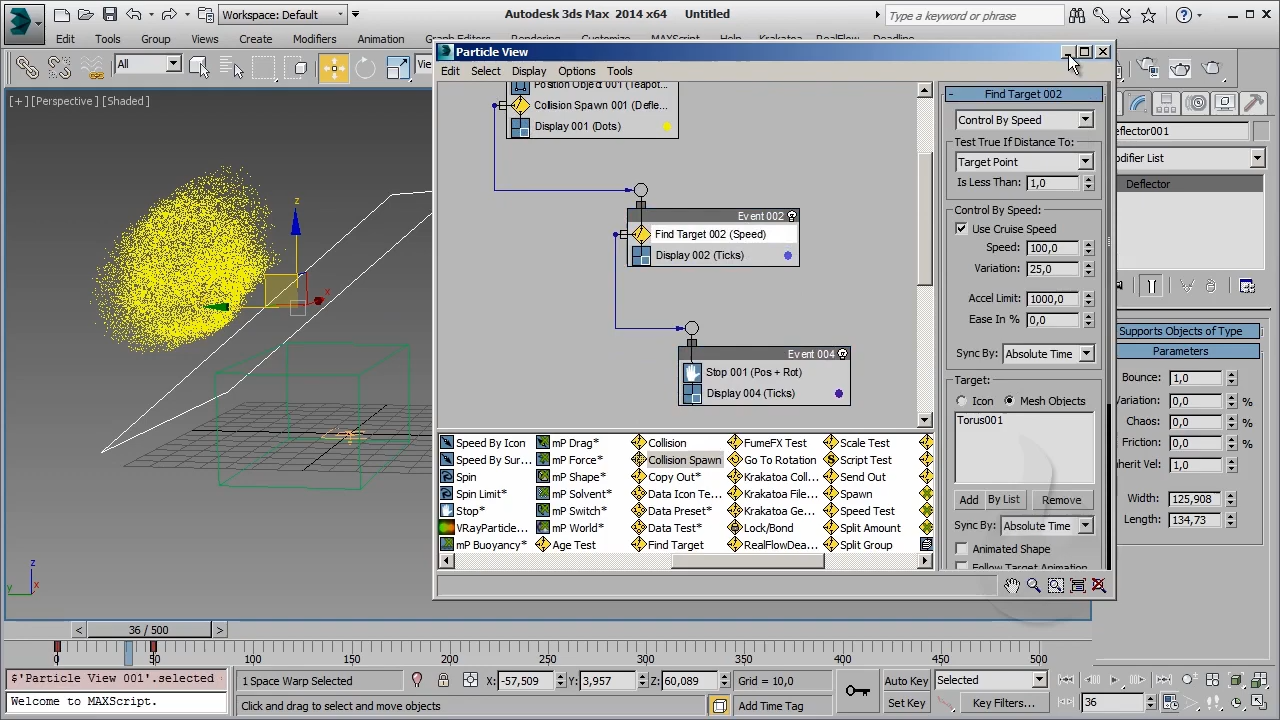 Workspace: Default
Autodesk 3ds Max 2014 x64
Untitled
Type a keyword or phrase
Edit
Tools
Group
Views
Create
Modifiers
Animation
All
[+][Perspective] [Shaded]
z
x
z
y
x
Particle View
Edit
Select
Display
Options
Tools
Position Object 001 (Teapot...
Collision Spawn 001 (Defle...
Display 001 (Dots)
Event 002
Find Target 002 (Speed)
Display 002 (Ticks)
Event 004
Stop 001 (Pos + Rot)
Display 004 (Ticks)
Speed By Icon
mP Drag*
Collision
FumeFX Test
Scale Test
Speed By Sur...
mP Force*
Collision Spawn
Go To Rotation
Script Test
Spin
mP Shape*
Copy Out*
Krakatoa Coll...
Send Out
Spin Limit*
mP Solvent*
Data Icon Te...
Krakatoa File...
Spawn
Stop*
mP Switch*
Data Preset*
Krakatoa Ge...
Speed Test
VRayParticle...
mP World*
Data Test*
Lock/Bond
Split Amount
mP Buoyancy*
Age Test
Find Target
RealFlowDea...
Split Group
- Find Target 002
Control By Speed
Test True If Distance To:
Target Point
Is Less Than: 1,0
Control By Speed:
Use Cruise Speed
Speed: 100,0
Variation: 25,0
Accel Limit: 1000,0
Ease In % 0,0
Sync By: Absolute Time
Target:
Icon
Mesh Objects
Torus001
Add
By List
Remove
Sync By: Absolute Time
Animated Shape
Follow Target Animation
Deflector
Supports Objects of Type
Parameters
Bounce: 1,0
Variation: 0,0 %
Chaos: 0,0 %
Friction: 0,0 %
Inherit Vel: 1,0
Width: 125,908
Length: 134,73
< 36 / 500 >
0
50
100
150
200
250
300
350
400
450
500
$'Particle View 001'.selected
Welcome to MAXScript.
1 Space Warp Selected
X: -57,509
Y: 3,957
Z: 60,089
Grid = 10,0
Click and drag to select and move objects
Add Time Tag
Auto Key
Selected
Set Key
Key Filters...
36